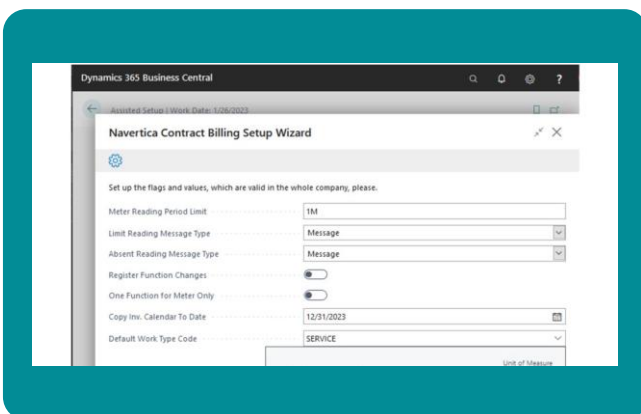 Dynamics 365 Business Central
?
Assisted Setup | Work Date: 1/26/2023
Navertica Contract Billing Setup Wizard
Set up the flags and values, which are valid in the whole company, please.
Meter Reading Period Limit 1M
Limit Reading Message Type Message
Absent Reading Message Type Message
Register Function Changes
One Function for Meter Only
Copy Inv. Calendar To Date 12/31/2023
Default Work Type Code SERVICE
Unit of Measure